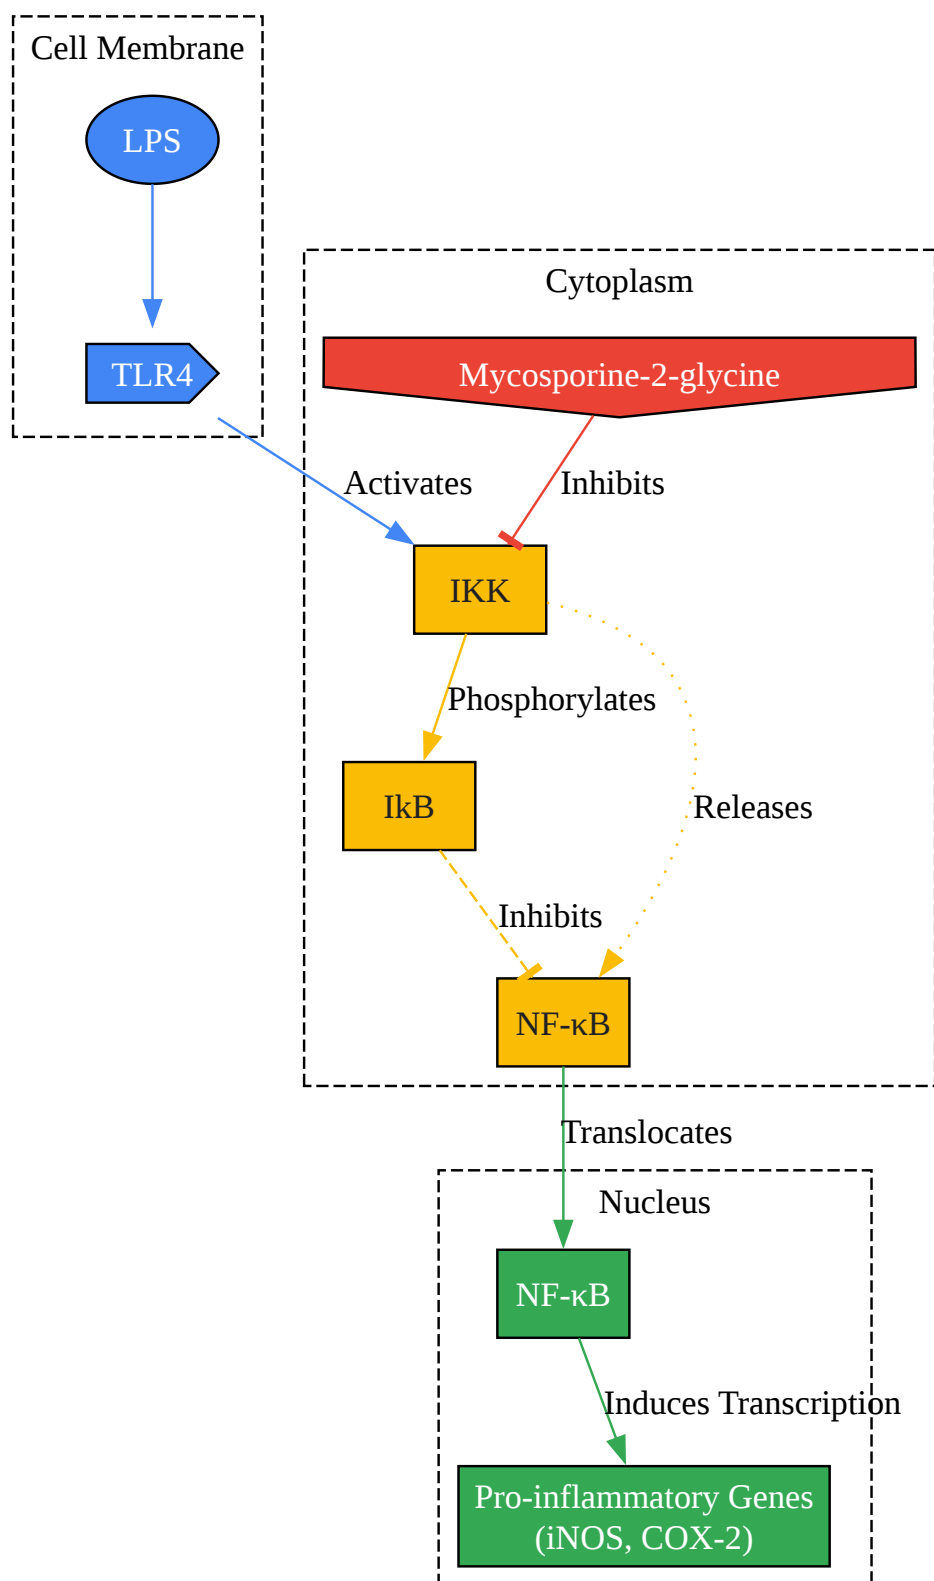 Cell Membrane
LPS
TLR4
Cytoplasm
Mycosporine-2-glycine
Activates
Inhibits
IKK
Phosphorylates
IkB
Releases
Inhibits
NF-κB
Translocates
Nucleus
NF-κB
Induces Transcription
Pro-inflammatory Genes
(iNOS, COX-2)